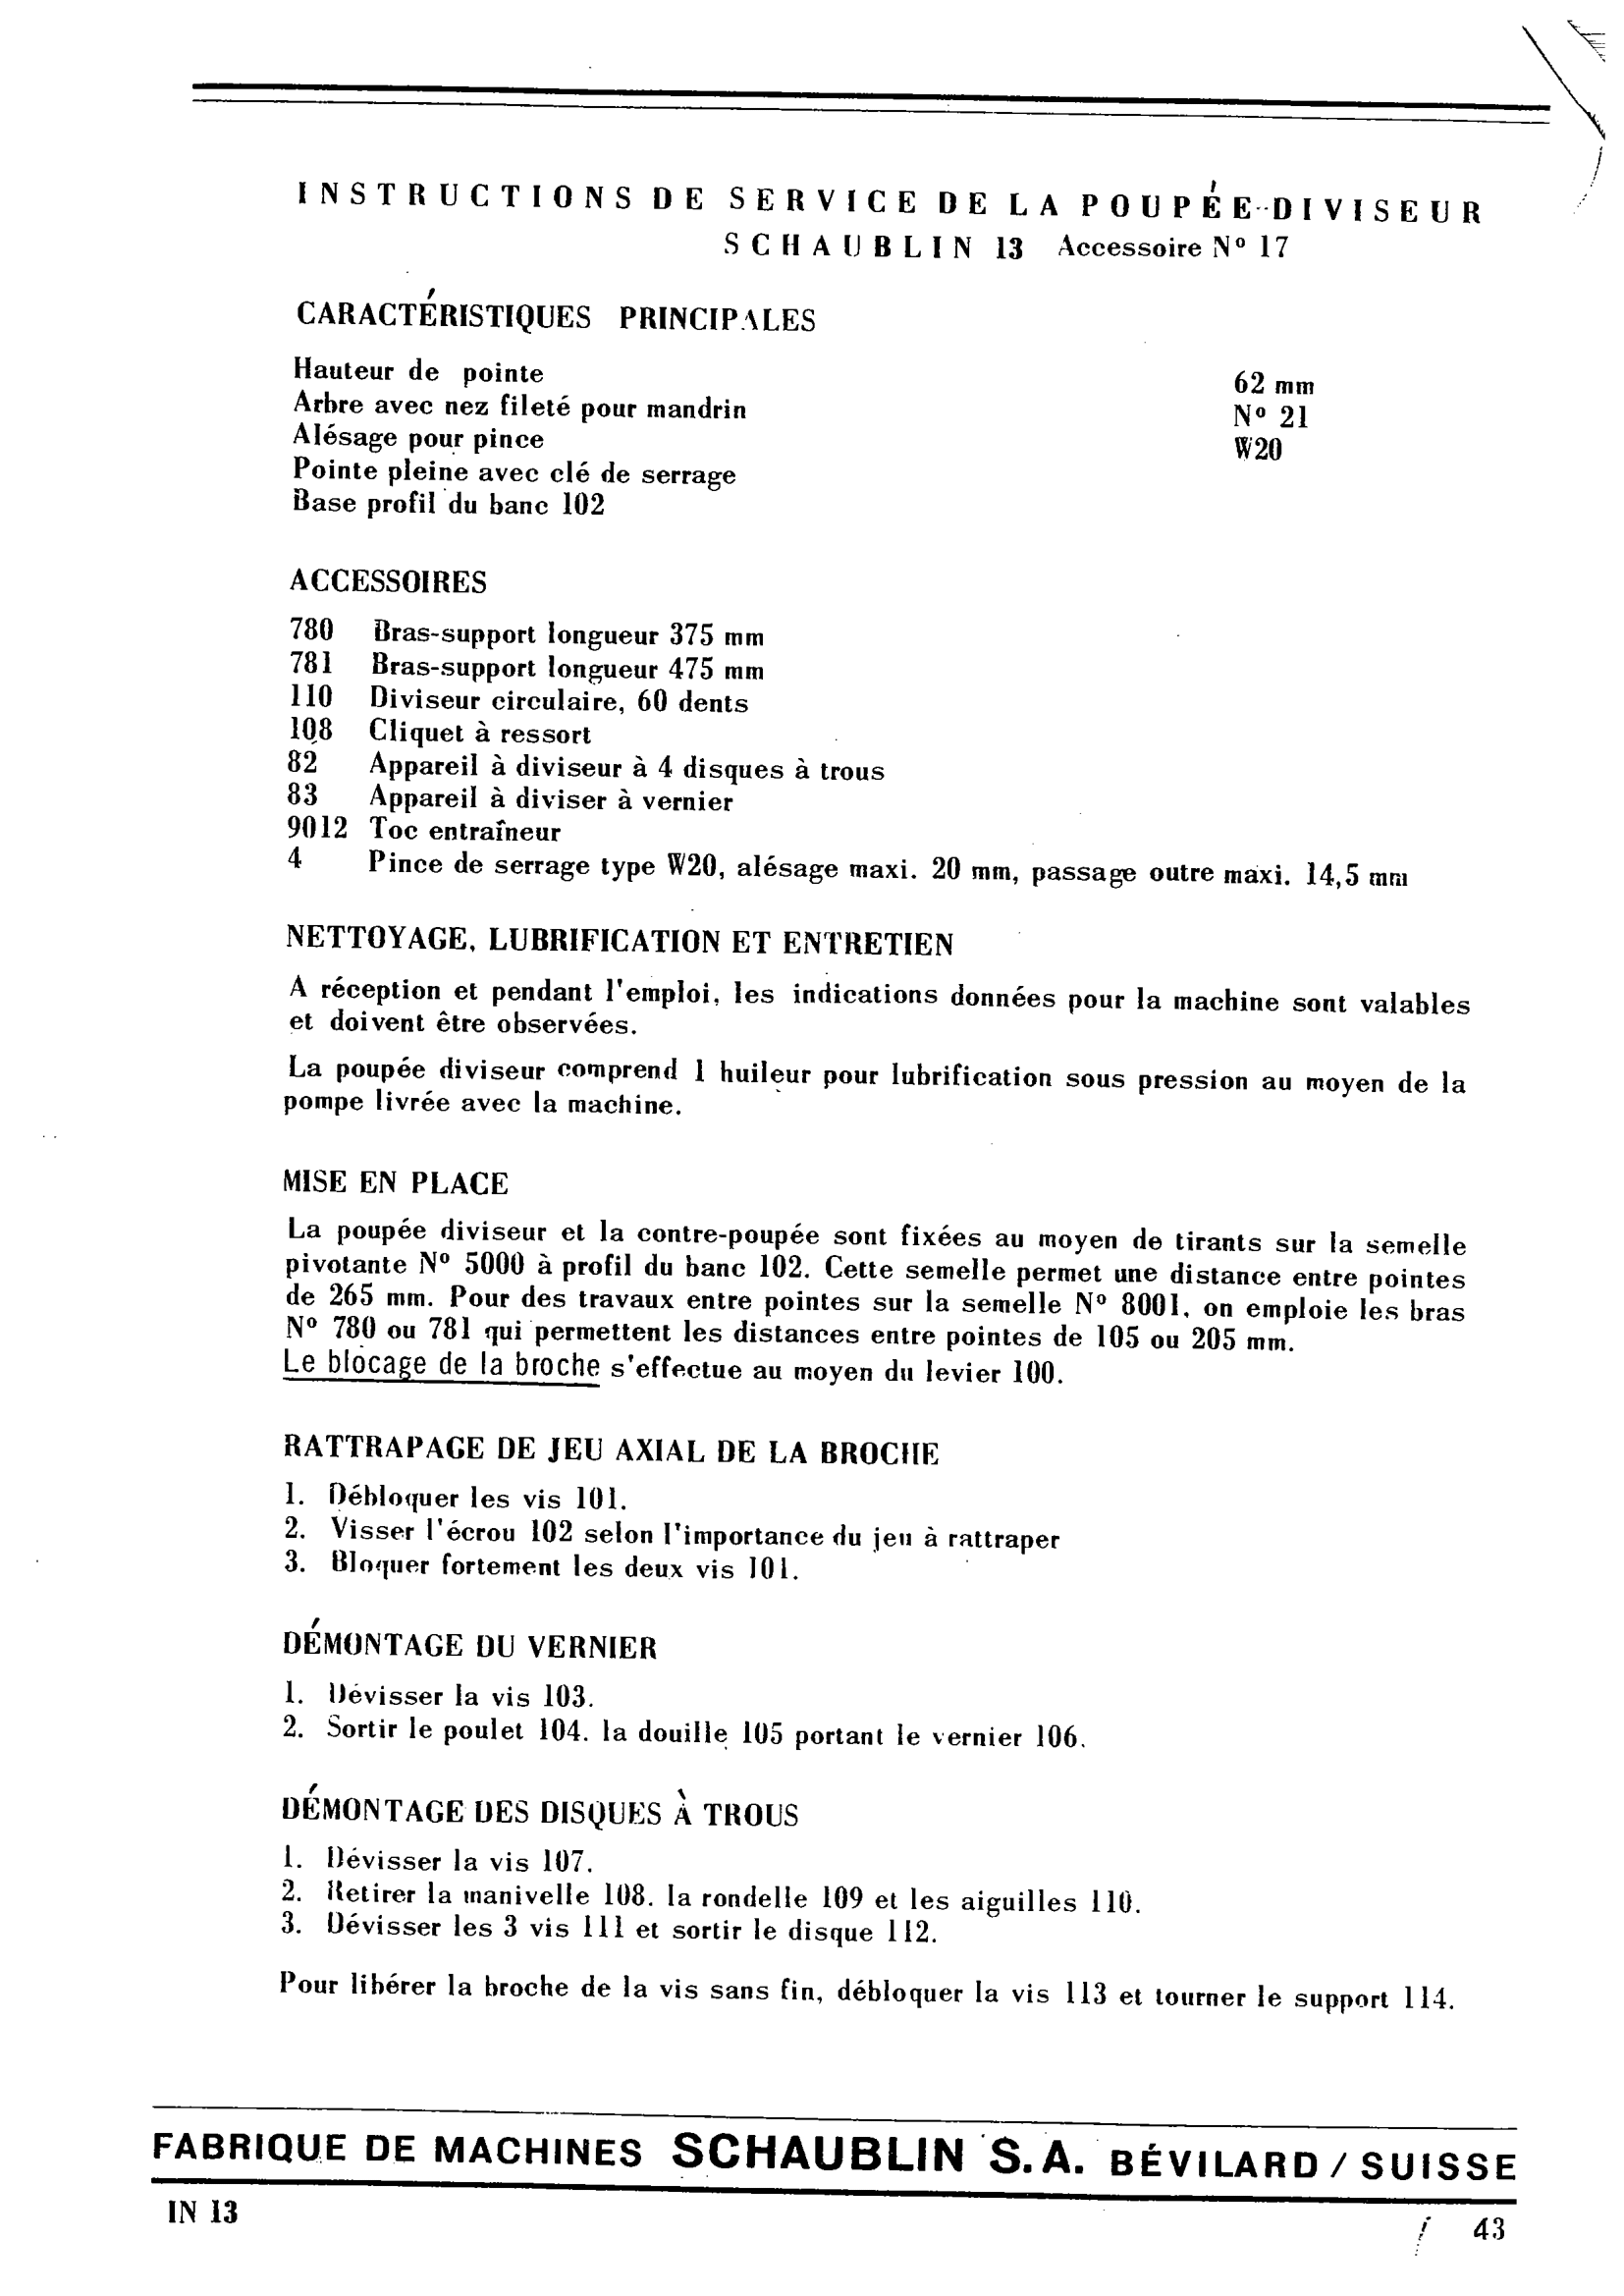 INSTRUCTIONS DE SERVICE DE LA POUPÉE-DIVISEUR
SCHAUBLIN 13 Accessoire Nº 17
CARACTÉRISTIQUES PRINCIPALES
Hauteur de pointe 62 mm
Arbre avec nez fileté pour mandrin Nº 21
Alésage pour pince W20
Pointe pleine avec clé de serrage
Base profil du banc 102
ACCESSOIRES
780 Bras-support longueur 375 mm
781 Bras-support longueur 475 mm
110 Diviseur circulaire, 60 dents
108 Cliquet à ressort
82 Appareil à diviseur à 4 disques à trous
83 Appareil à diviser à vernier
9012 Toc entraîneur
4 Pince de serrage type W20, alésage maxi. 20 mm, passage outre maxi. 14,5 mm
NETTOYAGE, LUBRIFICATION ET ENTRETIEN
A réception et pendant l'emploi, les indications données pour la machine sont valables
et doivent être observées.
La poupée diviseur comprend 1 huileur pour lubrification sous pression au moyen de la
pompe livrée avec la machine.
MISE EN PLACE
La poupée diviseur et la contre-poupée sont fixées au moyen de tirants sur la semelle
pivotante Nº 5000 à profil du banc 102. Cette semelle permet une distance entre pointes
de 265 mm. Pour des travaux entre pointes sur la semelle Nº 8001, on emploie les bras
Nº 780 ou 781 qui permettent les distances entre pointes de 105 ou 205 mm.
Le blocage de la broche s'effectue au moyen du levier 100.
RATTRAPAGE DE JEU AXIAL DE LA BROCHE
1. Débloquer les vis 101.
2. Visser l'écrou 102 selon l'importance du jeu à rattraper
3. Bloquer fortement les deux vis 101.
DÉMONTAGE DU VERNIER
1. Dévisser la vis 103.
2. Sortir le poulet 104. la douille 105 portant le vernier 106.
DÉMONTAGE DES DISQUES À TROUS
1. Dévisser la vis 107.
2. Retirer la manivelle 108. la rondelle 109 et les aiguilles 110.
3. Dévisser les 3 vis 111 et sortir le disque 112.
Pour libérer la broche de la vis sans fin, débloquer la vis 113 et tourner le support 114.
FABRIQUE DE MACHINES SCHAUBLIN S.A. BÉVILARD / SUISSE
IN 13
43